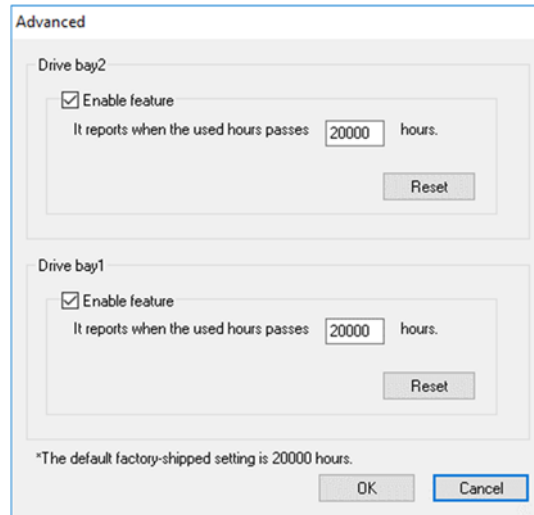 Advanced
Drive bay2
Enable feature
It reports when the used hours passes 20000 hours.
Reset
Drive bay1
Enable feature
It reports when the used hours passes 20000 hours.
Reset
*The default factory-shipped setting is 20000 hours.
OK Cancel